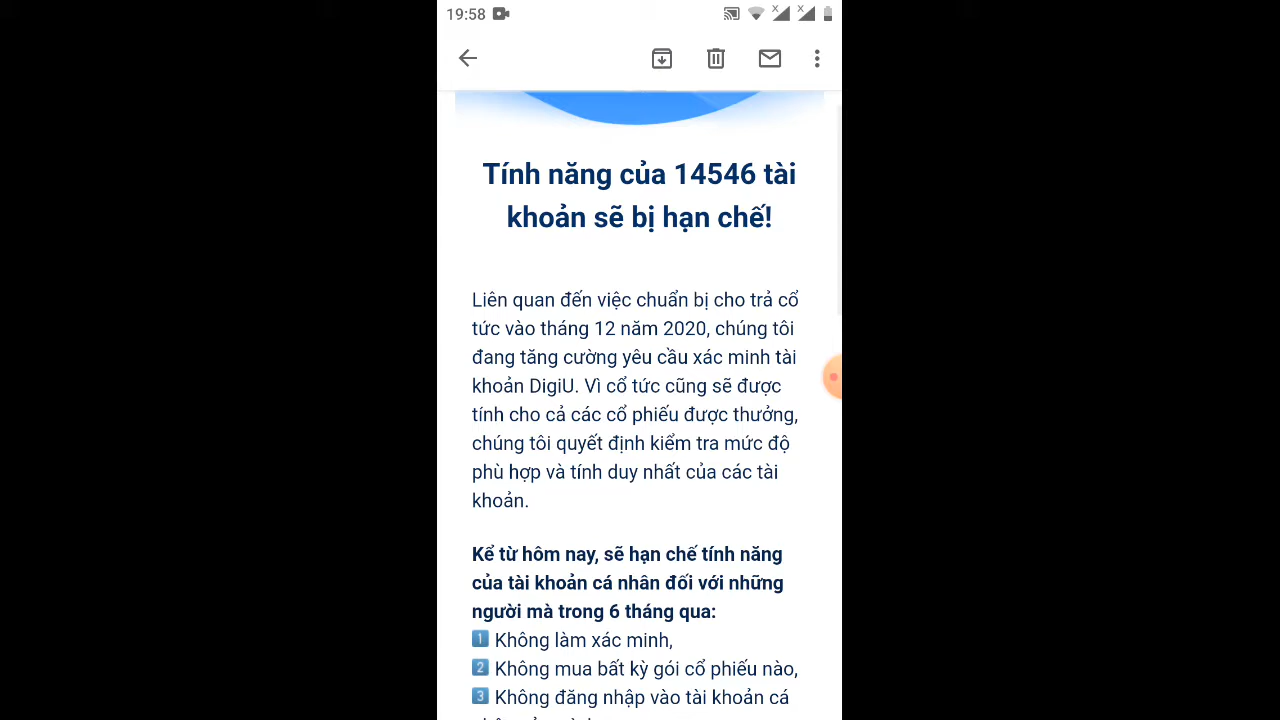 19:58
Tính năng của 14546 tài
khoản sẽ bị hạn chế!
Liên quan đến việc chuẩn bị cho trả cổ
tức vào tháng 12 năm 2020, chúng tôi
đang tăng cường yêu cầu xác minh tài
khoản DigiU. Vì cổ tức cũng sẽ được
tính cho cả các cổ phiếu được thưởng,
chúng tôi quyết định kiểm tra mức độ
phù hợp và tính duy nhất của các tài
khoản.
Kể từ hôm nay, sẽ hạn chế tính năng
của tài khoản cá nhân đối với những
người mà trong 6 tháng qua:
1 Không làm xác minh,
2 Không mua bất kỳ gói cổ phiếu nào,
3 Không đăng nhập vào tài khoản cá